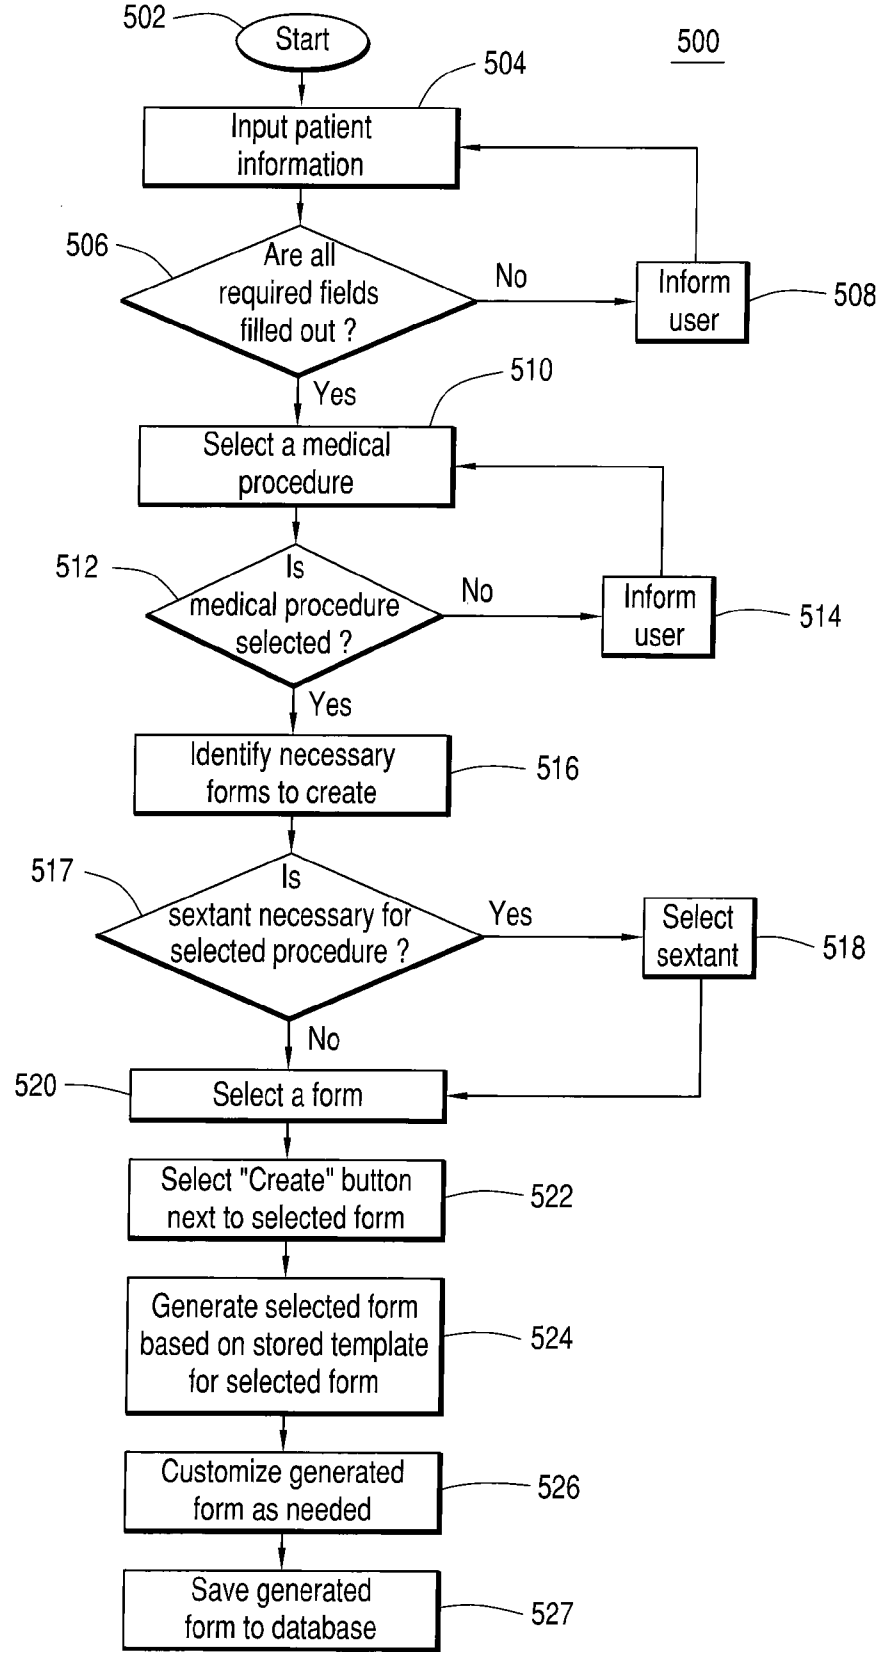 502
Start
500
504
Input patient
information
506
Are all
required fields
filled out ?
No
Inform
user
508
Yes
510
Select a medical
procedure
512
Is
medical procedure
selected ?
No
Inform
user
514
Yes
Identify necessary
forms to create
516
517
Is
sextant necessary for
selected procedure ?
Yes
Select
sextant
518
No
520
Select a form
Select "Create" button
next to selected form
522
Generate selected form
based on stored template
for selected form
524
Customize generated
form as needed
526
Save generated
form to database
527